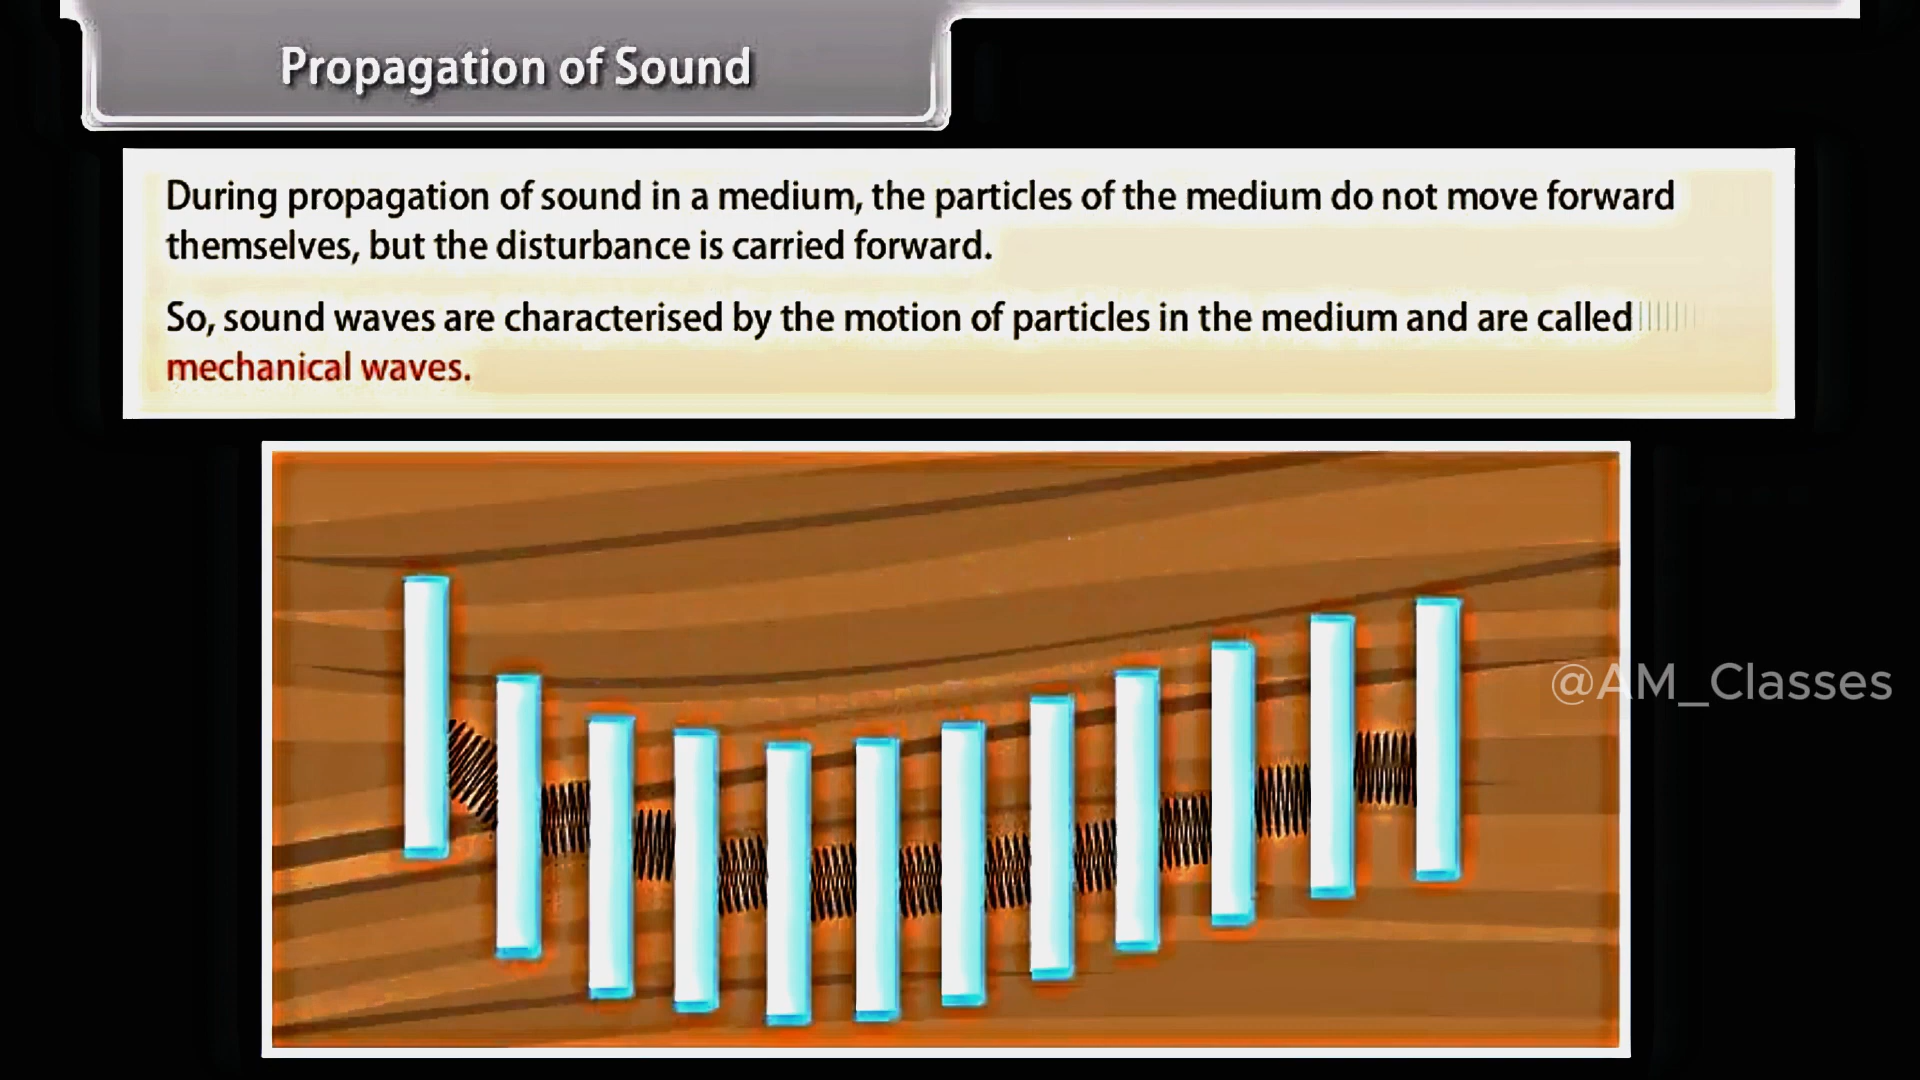 Propagation of Sound
During propagation of sound in a medium, the particles of the medium do not move forward
themselves, but the disturbance is carried forward.
So, sound waves are characterised by the motion of particles in the medium and are called
mechanical waves.
@AM_Classes